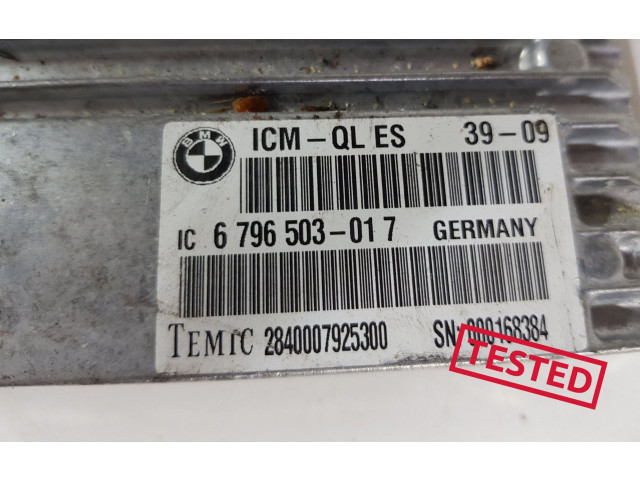 BMW
ICM-QL ES 39-09
IC 6 796 503-01 7 GERMANY
TEMIC 2840007925300 SN:
TESTED